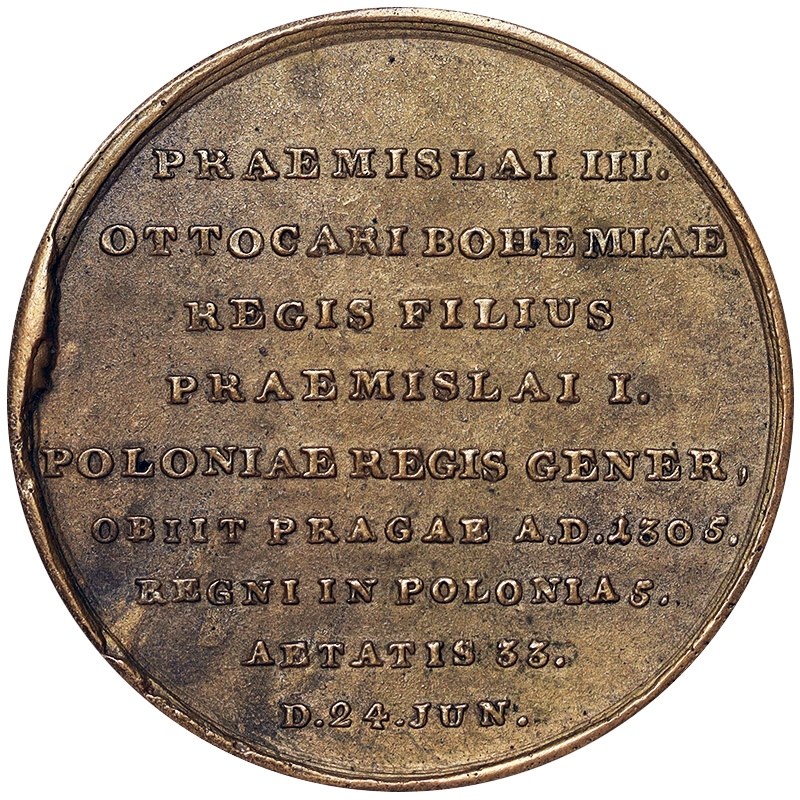 PRAEMISLAI III.
OTTOCARI BOHEMIAE
REGIS FILIUS
PRAEMISLAI I.
POLONIAE REGIS GENER,
OBIIT PRAGAE A.D.1305.
REGNI IN POLONIA 5.
AETATIS 33.
D.24.JUN.